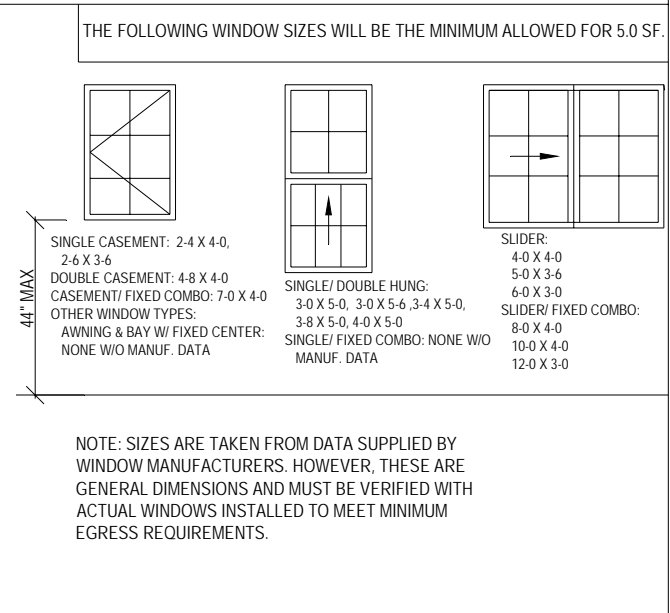 THE FOLLOWING WINDOW SIZES WILL BE THE MINIMUM ALLOWED FOR 5.0 SF.
44" MAX
SINGLE CASEMENT: 2-4 X 4-0,
2-6 X 3-6
DOUBLE CASEMENT: 4-8 X 4-0
CASEMENT/ FIXED COMBO: 7-0 X 4-0
OTHER WINDOW TYPES:
AWNING & BAY W/ FIXED CENTER:
NONE W/O MANUF. DATA
SINGLE/ DOUBLE HUNG:
3-0 X 5-0, 3-0 X 5-6 ,3-4 X 5-0,
3-8 X 5-0, 4-0 X 5-0
SINGLE/ FIXED COMBO: NONE W/O
MANUF. DATA
SLIDER:
4-0 X 4-0
5-0 X 3-6
6-0 X 3-0
SLIDER/ FIXED COMBO:
8-0 X 4-0
10-0 X 4-0
12-0 X 3-0
NOTE: SIZES ARE TAKEN FROM DATA SUPPLIED BY
WINDOW MANUFACTURERS. HOWEVER, THESE ARE
GENERAL DIMENSIONS AND MUST BE VERIFIED WITH
ACTUAL WINDOWS INSTALLED TO MEET MINIMUM
EGRESS REQUIREMENTS.